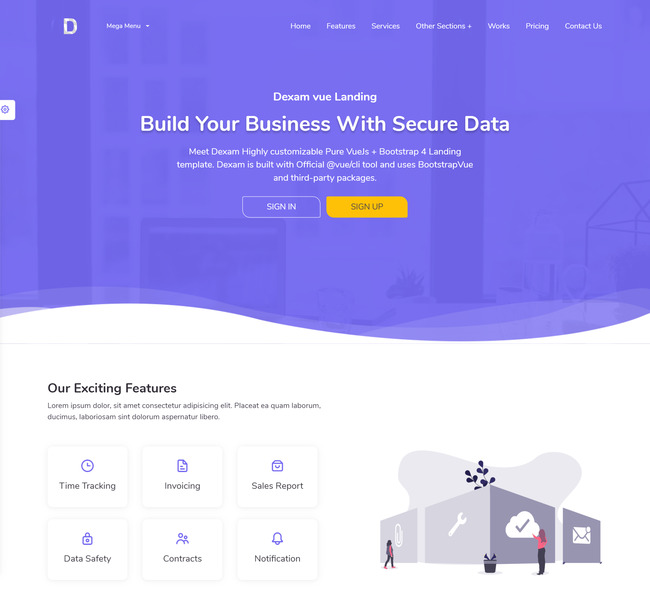 D
Mega Menu
Home Features Services Other Sections + Works Pricing Contact Us
Dexam vue Landing
Build Your Business With Secure Data
Meet Dexam Highly customizable Pure VueJs + Bootstrap 4 Landing
template. Dexam is built with Official @vue/cli tool and uses BootstrapVue
and third-party packages.
SIGN IN SIGN UP
Our Exciting Features
Lorem ipsum dolor, sit amet consectetur adipisicing elit. Placeat ea quam laborum,
ducimus, laboriosam sint dolorum aspernatur libero.
Time Tracking Invoicing Sales Report
Data Safety Contracts Notification